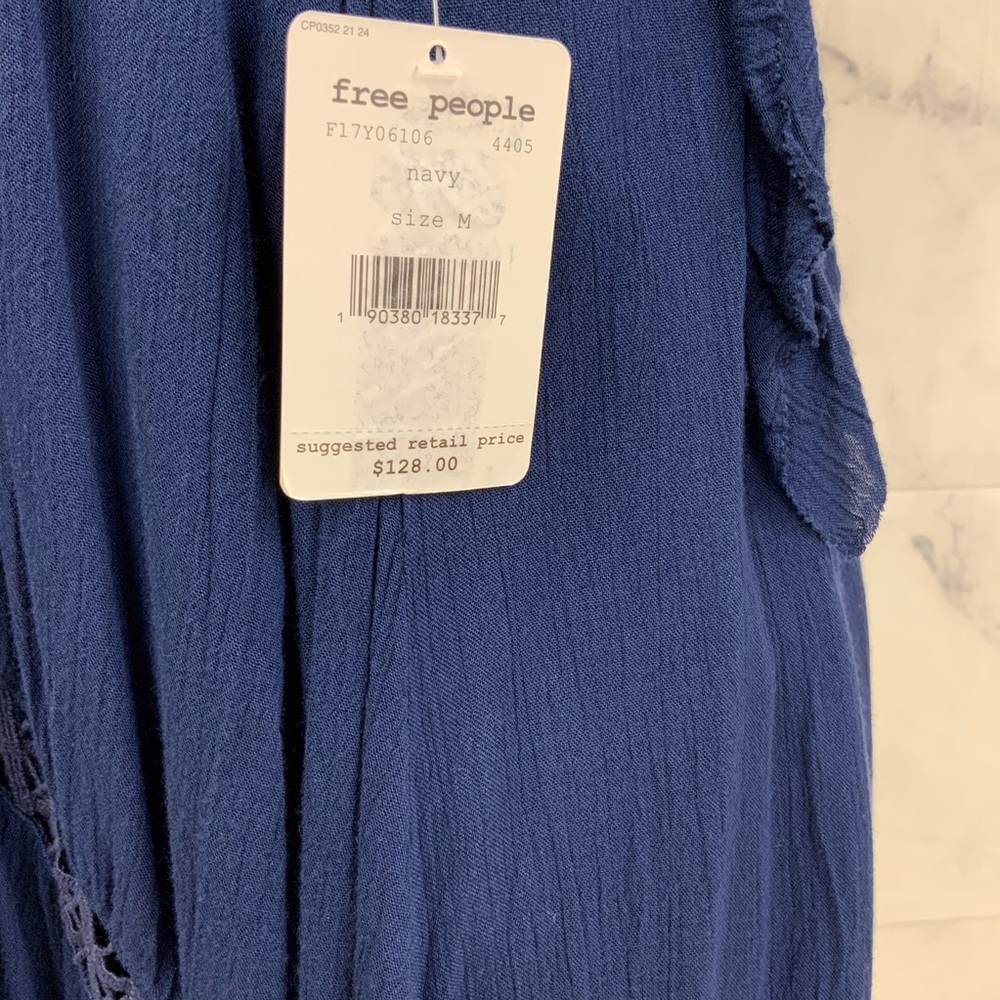 CP0352 21 24
free people
F17Y06106 4405
navy
size M
1 90380 18337 7
suggested retail price
$128.00